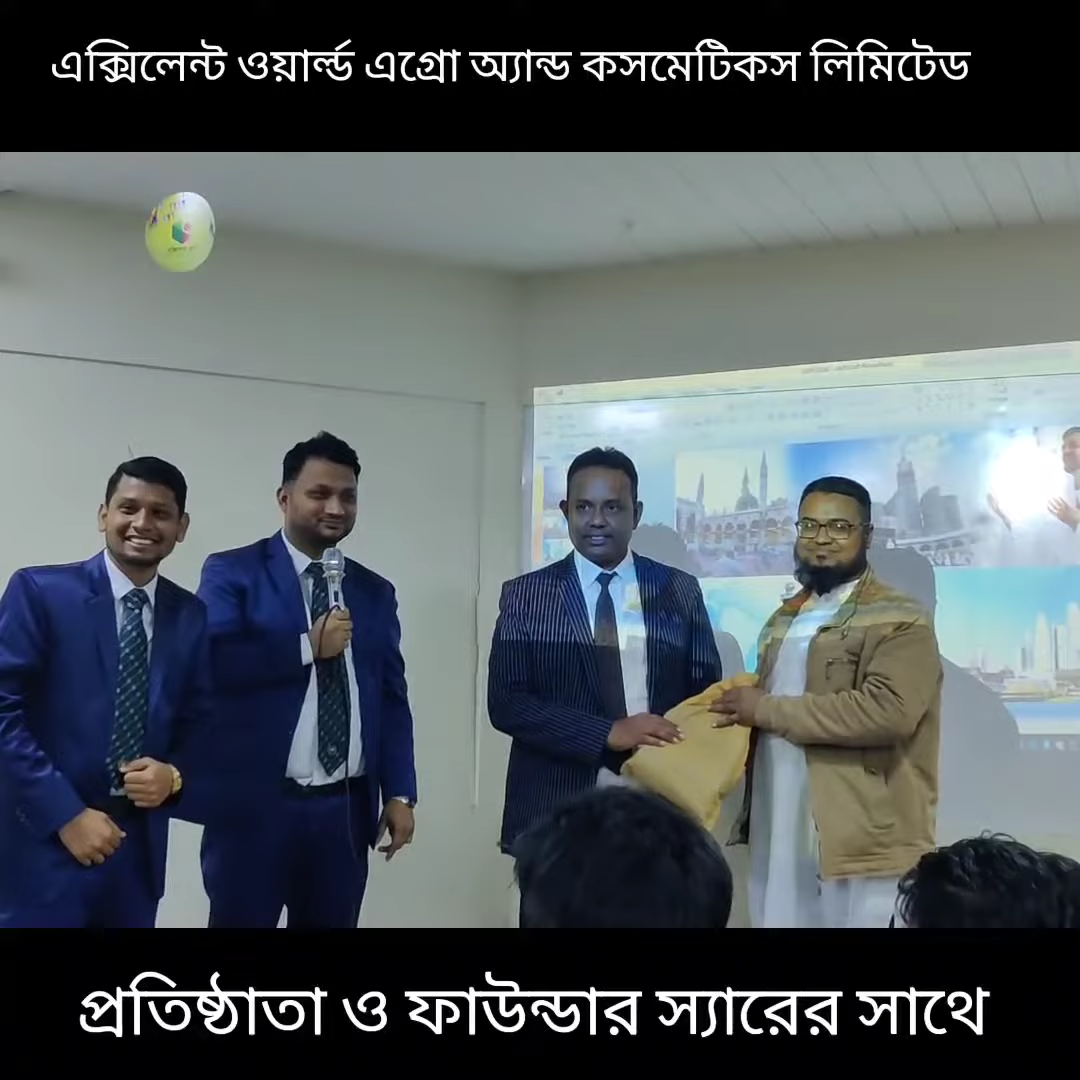 এক্সিলেন্ট ওয়ার্ল্ড এগ্রো অ্যান্ড কসমেটিকস লিমিটেড
প্রতিষ্ঠাতা ও ফাউন্ডার স্যারের সাথে